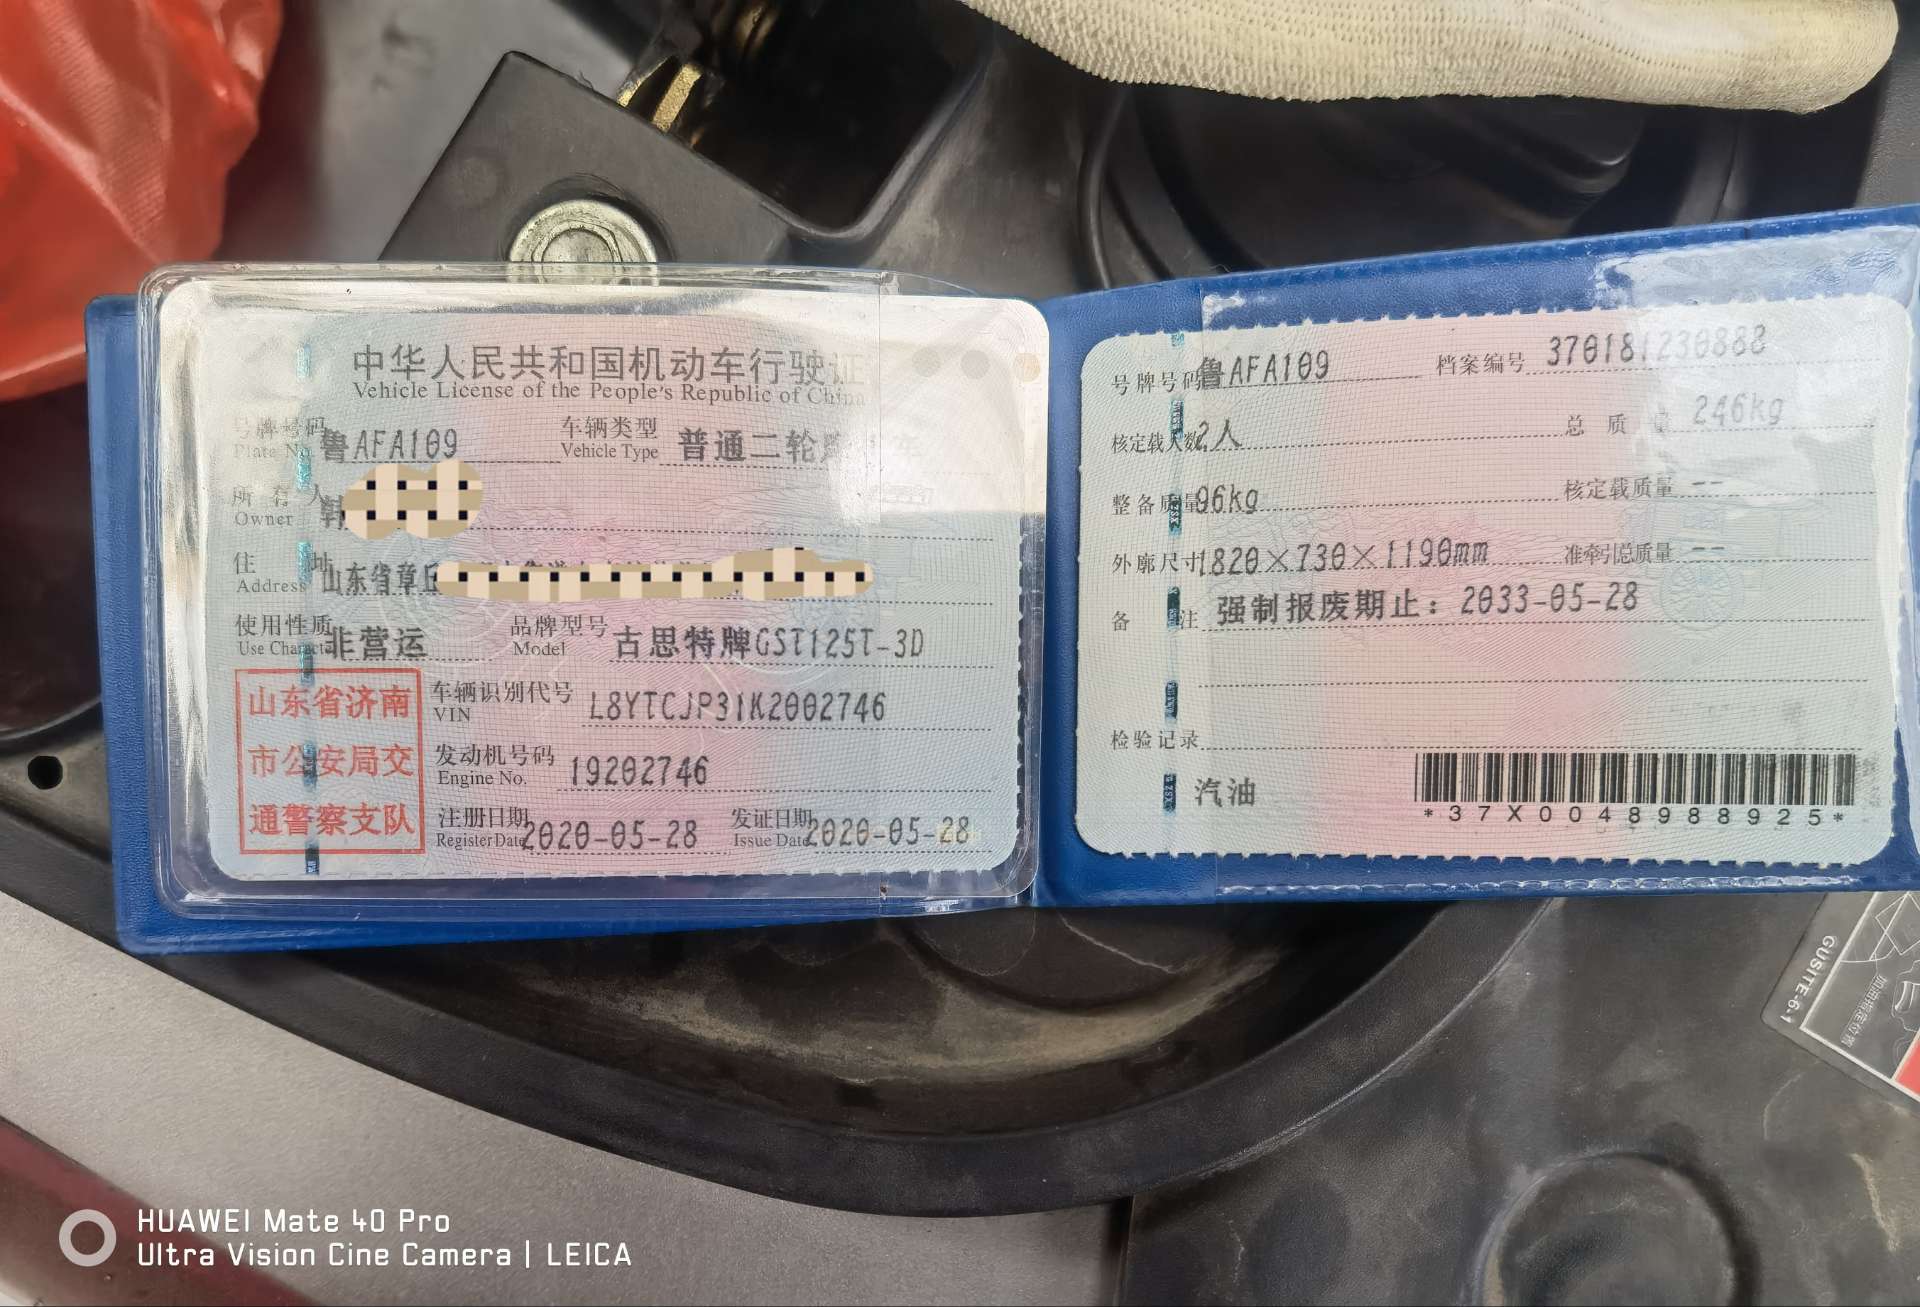 中华人民共和国机动车行驶证
Vehicle License of the People's Republic of China
号牌号码 鲁AFA109 车辆类型 普通二轮摩托车
Plate No. Vehicle Type
所有人 韩
Owner
住址 山东省章丘
Address
使用性质 非营运 品牌型号 古思特牌GST125T-3D
Use Character Model
山东省济南
市公安局交
通警察支队
车辆识别代号 L8YTCJP31K2002746
VIN
发动机号码 19202746
Engine No.
注册日期 2020-05-28 发证日期 2020-05-28
Register Date Issue Date
号牌号码 鲁AFA109 档案编号 370181230888
核定载人数 2人 总质量 246kg
整备质量 96kg 核定载质量 --
外廓尺寸 1820×730×1190mm 准牵引总质量 --
备注 强制报废期止：2033-05-28
检验记录
汽油
*37X0048988925*
GUSITE-6-1
HUAWEI Mate 40 Pro
Ultra Vision Cine Camera | LEICA